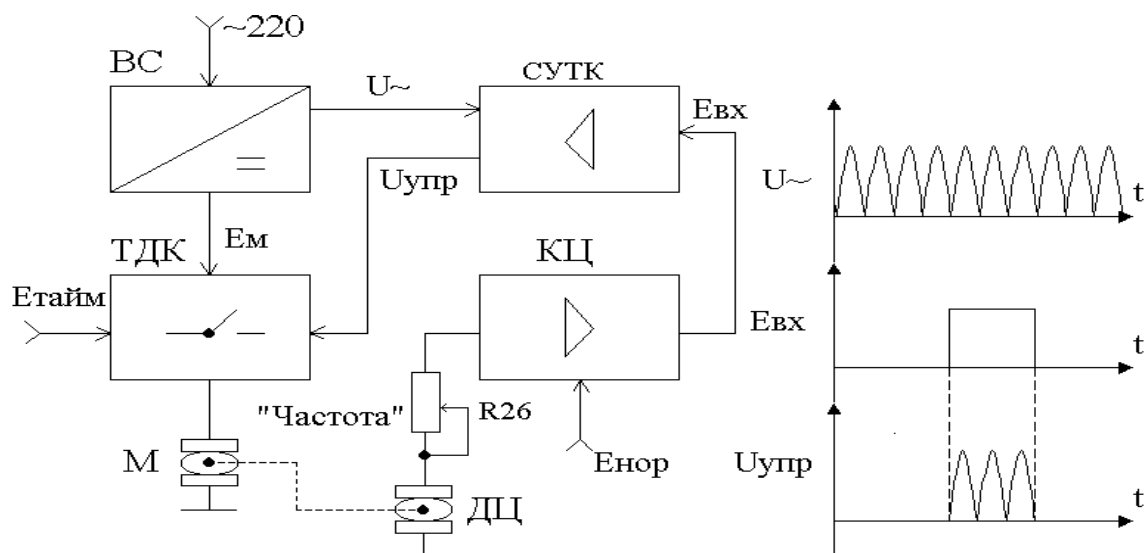 ~220
ВС
СУТК
U~
Евх
Uупр
U~
t
ТДК
Ем
КЦ
Етайм
Евх
t
"Частота"
R26
М
Енор
Uупр
ДЦ
t